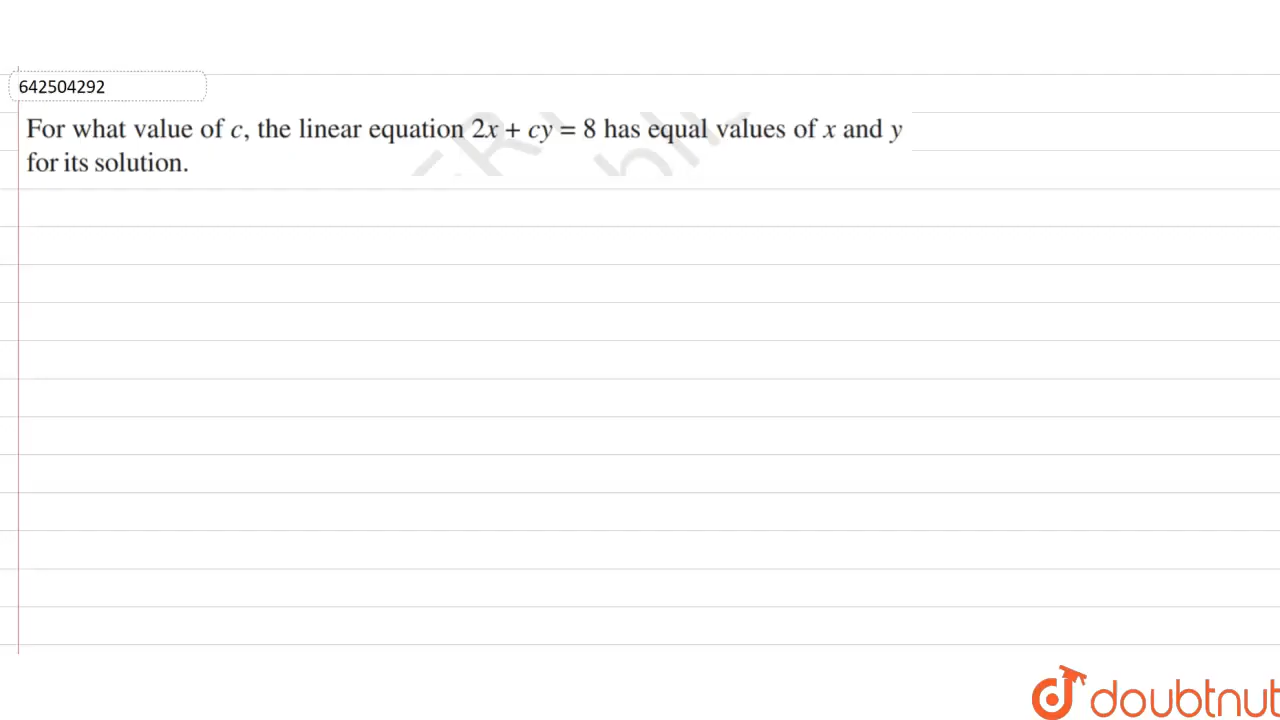 642504292
For what value of c, the linear equation 2x + cy = 8 has equal values of x and y
for its solution.
doubtnut